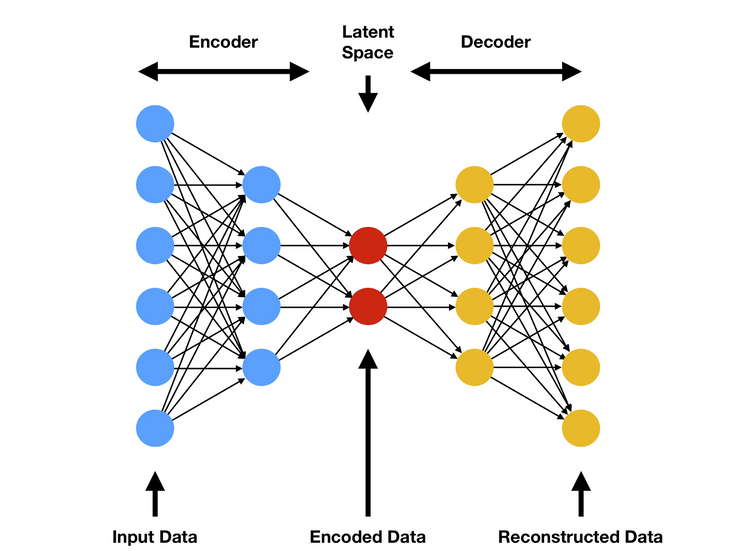 Encoder
Latent
Space
Decoder
Input Data
Encoded Data
Reconstructed Data